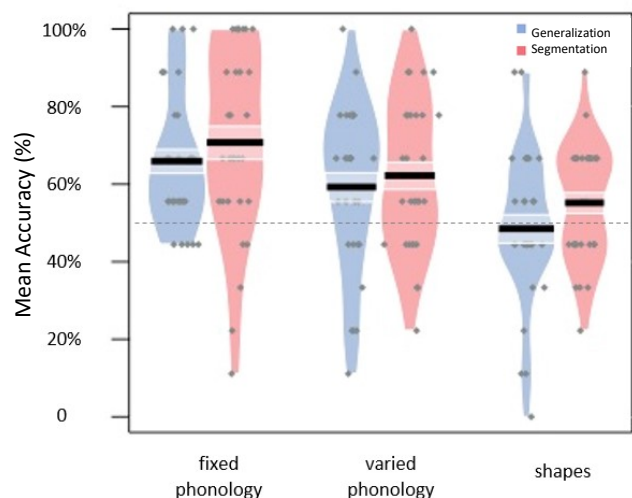 100%
80%
60%
40%
20%
0
Mean Accuracy (%)
Generalization
Segmentation
fixed
phonology
varied
phonology
shapes